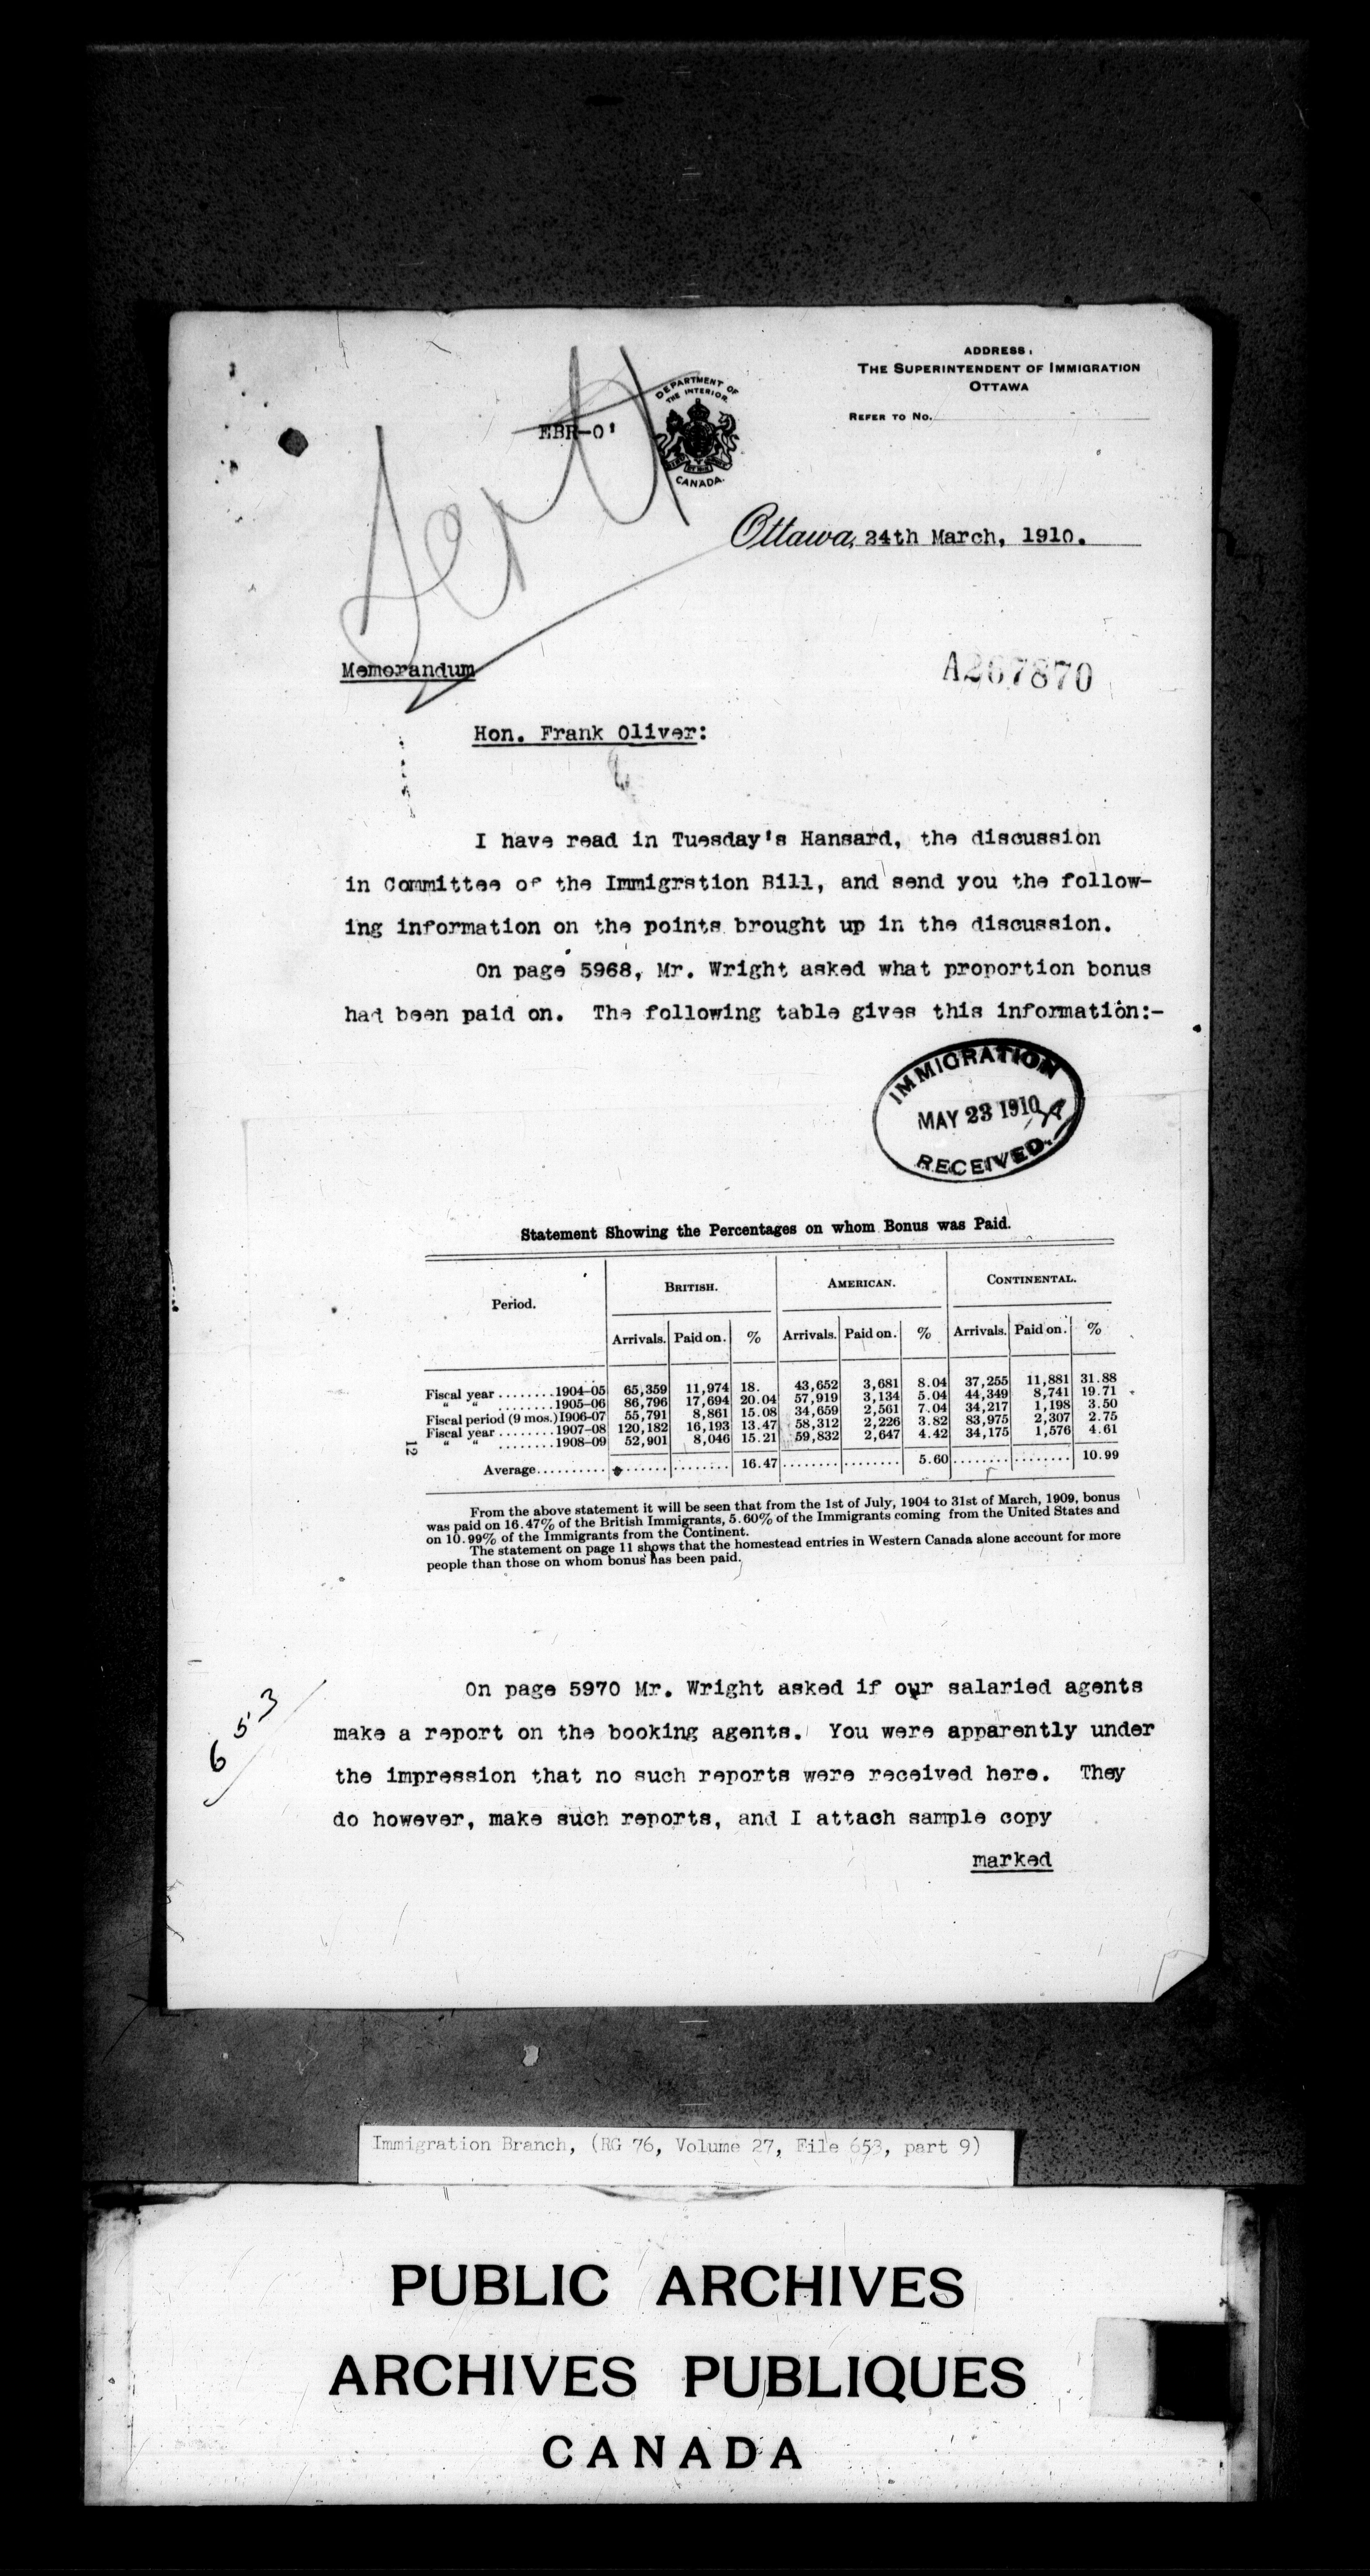 ADDRESS:
THE SUPERINTENDENT OF IMMIGRATION
OTTAWA
REFER TO NO.
DEPARTMENT OF
THE INTERIOR.
CANADA.
EBR-O'
Sent
Ottawa, 24th March, 1910.
Memorandum
A267870
Hon. Frank Oliver:
I have read in Tuesday's Hansard, the discussion
in Committee of the Immigration Bill, and send you the follow-
ing information on the points brought up in the discussion.
On page 5968, Mr. Wright asked what proportion bonus
had been paid on. The following table gives this information:-
IMMIGRATION
MAY 23 1910
RECEIVED.
Statement Showing the Percentages on whom Bonus was Paid.
Period. BRITISH. AMERICAN. CONTINENTAL.
Arrivals. Paid on. % Arrivals. Paid on. % Arrivals. Paid on. %
Fiscal year ........1904-05 65,359 11,974 18. 43,652 3,681 8.04 37,255 11,881 31.88
" " ........1905-06 86,796 17,694 20.04 57,919 3,134 5.04 44,349 8,741 19.71
Fiscal period (9 mos.) 1906-07 55,791 8,861 15.08 34,659 2,561 7.04 34,217 1,198 3.50
Fiscal year ........1907-08 120,182 16,193 13.47 58,312 2,226 3.82 83,975 2,307 2.75
" " ........1908-09 52,901 8,046 15.21 59,832 2,647 4.42 34,175 1,576 4.61
Average.......... ........ ........ 16.47 ........ ........ 5.60 ........ ........ 10.99
12
From the above statement it will be seen that from the 1st of July, 1904 to 31st of March, 1909, bonus
was paid on 16.47% of the British Immigrants, 5.60% of the Immigrants coming from the United States and
on 10.99% of the Immigrants from the Continent.
The statement on page 11 shows that the homestead entries in Western Canada alone account for more
people than those on whom bonus has been paid.
653
On page 5970 Mr. Wright asked if our salaried agents
make a report on the booking agents. You were apparently under
the impression that no such reports were received here. They
do however, make such reports, and I attach sample copy
marked
Immigration Branch, (RG 76, Volume 27, File 653, part 9)
PUBLIC ARCHIVES
ARCHIVES PUBLIQUES
CANADA